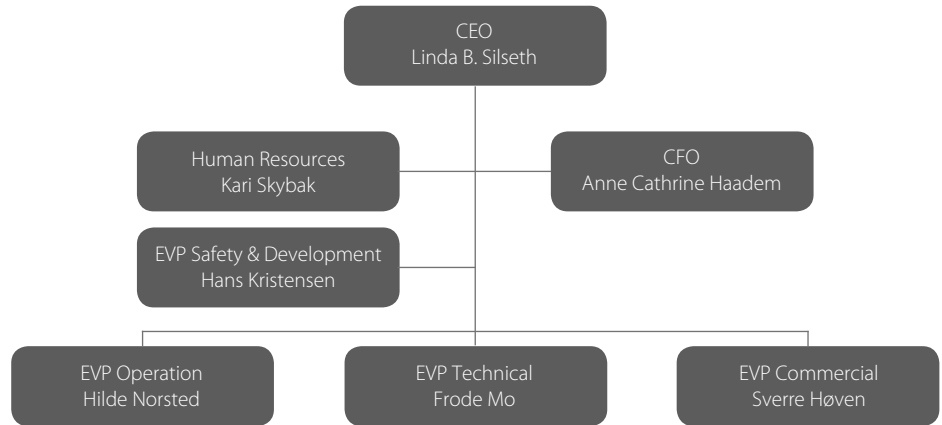 CEO
Linda B. Silseth
Human Resources
Kari Skybak
CFO
Anne Cathrine Haadem
EVP Safety & Development
Hans Kristensen
EVP Operation
Hilde Norsted
EVP Technical
Frode Mo
EVP Commercial
Sverre Høven